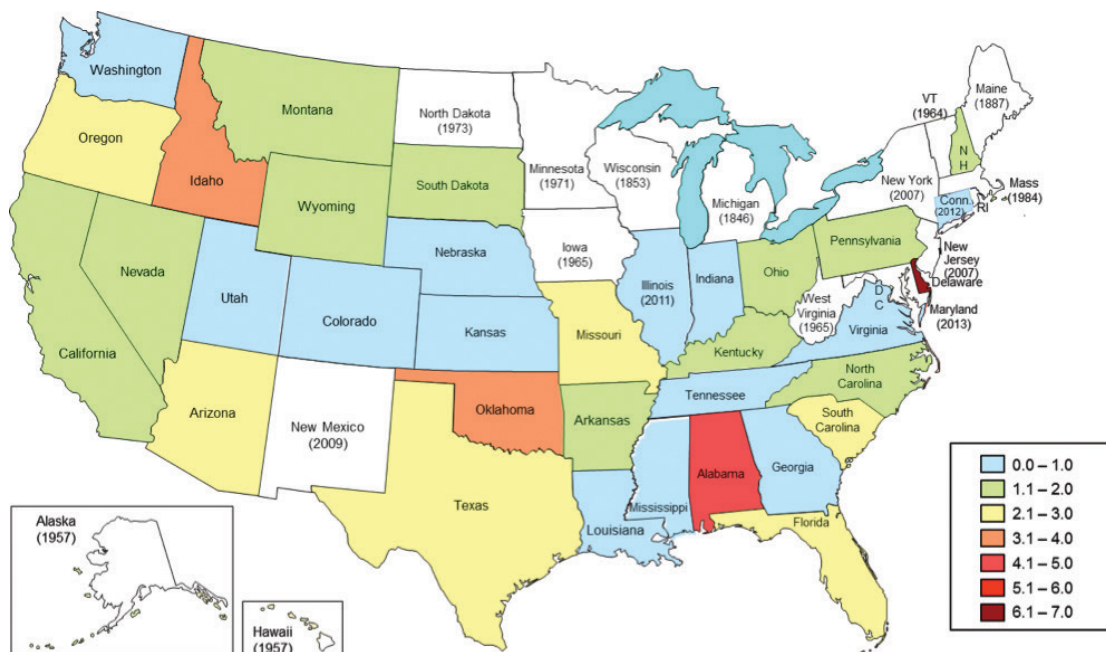 Washington
Oregon
Idaho
Montana
North Dakota
(1973)
Minnesota
(1971)
Wisconsin
(1853)
Michigan
(1846)
VT
(1964)
Maine
(1887)
N
H
New York
(2007)
Mass
(1984)
Conn.
(2012)
RI
South Dakota
Wyoming
Nebraska
Iowa
(1965)
Illinois
(2011)
Indiana
Ohio
Pennsylvania
New
Jersey
(2007)
Delaware
Maryland
(2013)
D
C
West
Virginia
(1965)
Virginia
Nevada
Utah
Colorado
Kansas
Missouri
Kentucky
California
Arizona
New Mexico
(2009)
Oklahoma
Arkansas
Tennessee
North
Carolina
South
Carolina
Texas
Louisiana
Mississippi
Alabama
Georgia
Florida
Alaska
(1957)
Hawaii
(1957)
0.0 – 1.0
1.1 – 2.0
2.1 – 3.0
3.1 – 4.0
4.1 – 5.0
5.1 – 6.0
6.1 – 7.0